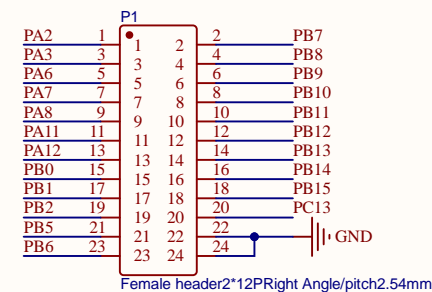 P1
PA2 1 1 2 2 PB7
PA3 3 3 4 4 PB8
PA6 5 5 6 6 PB9
PA7 7 7 8 8 PB10
PA8 9 9 10 10 PB11
PA11 11 11 12 12 PB12
PA12 13 13 14 14 PB13
PB0 15 15 16 16 PB14
PB1 17 17 18 18 PB15
PB2 19 19 20 20 PC13
PB5 21 21 22 22 GND
PB6 23 23 24 24
Female header2*12PRight Angle/pitch2.54mm